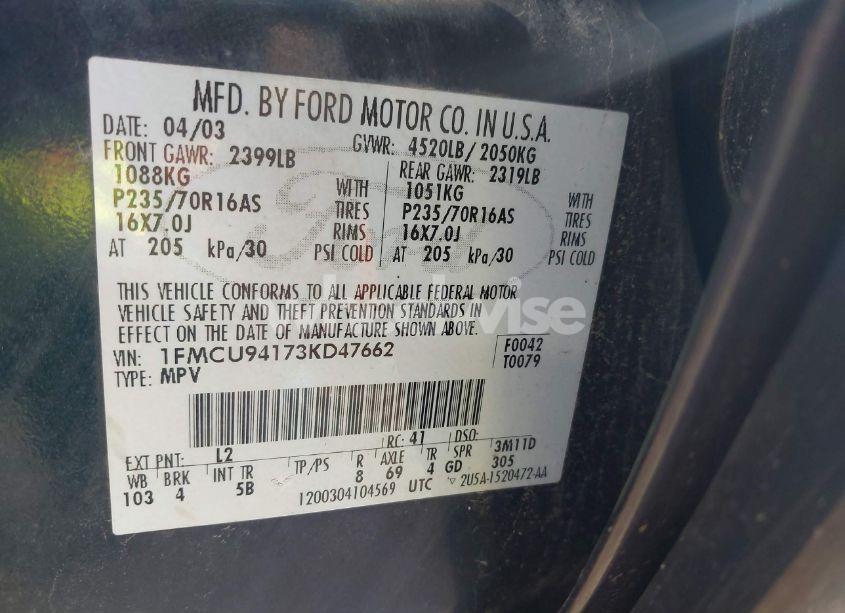 MFD. BY FORD MOTOR CO. IN U.S.A.
DATE: 04/03 GVWR: 4520LB/ 2050KG
FRONT GAWR: 2399LB REAR GAWR: 2319LB
1088KG WITH 1051KG WITH
P235/70R16AS TIRES P235/70R16AS TIRES
16X7.0J RIMS 16X7.0J RIMS
AT 205 kPa/30 PSI COLD AT 205 kPa/30 PSI COLD
Ford
THIS VEHICLE CONFORMS TO ALL APPLICABLE FEDERAL MOTOR
VEHICLE SAFETY AND THEFT PREVENTION STANDARDS IN
EFFECT ON THE DATE OF MANUFACTURE SHOWN ABOVE.
VIN: 1FMCU94173KD47662 F0042
TYPE: MPV T0079
EXT PNT: L2 RC: 41 DSO:
WB BRK INT TR TP/PS R AXLE TR SPR 3M11D
103 4 5B 8 69 4 GD 305
1200304104569 UTC ▽ 2U5A-1520472-AA